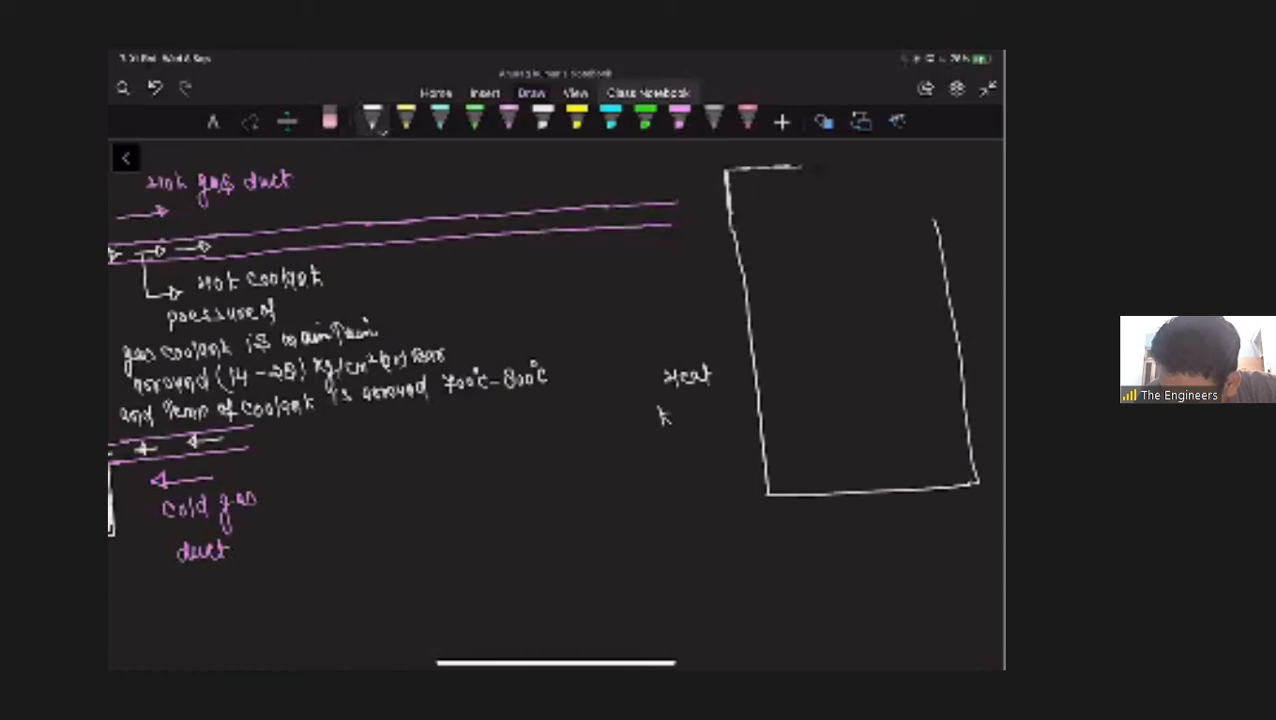 Home Insert Draw View Class Notebook
Hot gas duct
Hot Coolant
pressure of
gas Coolant is maintain
around (14 - 28) kg/cm² (or) Bar
and Temp of Coolant is around 700°C - 800°C
Heat
Cold gas
duct
The Engineers